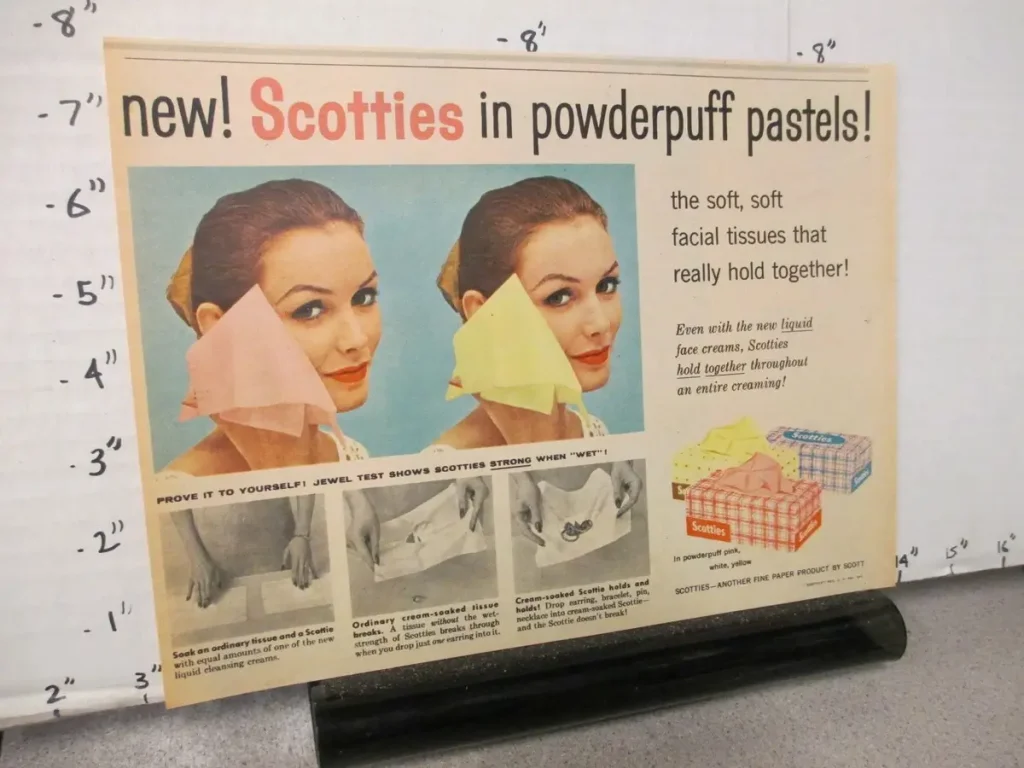 -8"
-8"
-8"
-7"
-6"
-5"
-4"
-3"
-2"
-1"
2"
3"
14"
15"
16"
new! Scotties in powderpuff pastels!
the soft, soft
facial tissues that
really hold together!
Even with the new liquid
face creams, Scotties
hold together throughout
an entire creaming!
Scotties
Scotties
In powderpuff pink,
white, yellow
SCOTTIES—ANOTHER FINE PAPER PRODUCT BY SCOTT
PROVE IT TO YOURSELF! JEWEL TEST SHOWS SCOTTIES STRONG WHEN "WET"!
Soak an ordinary tissue and a Scottie
with equal amounts of one of the new
liquid cleansing creams.
Ordinary cream-soaked tissue
breaks. A tissue without the wet-
strength of Scotties breaks through
when you drop just one earring into it.
Cream-soaked Scottie holds and
holds! Drop earring, bracelet, pin,
necklace into cream-soaked Scottie—
and the Scottie doesn't break!